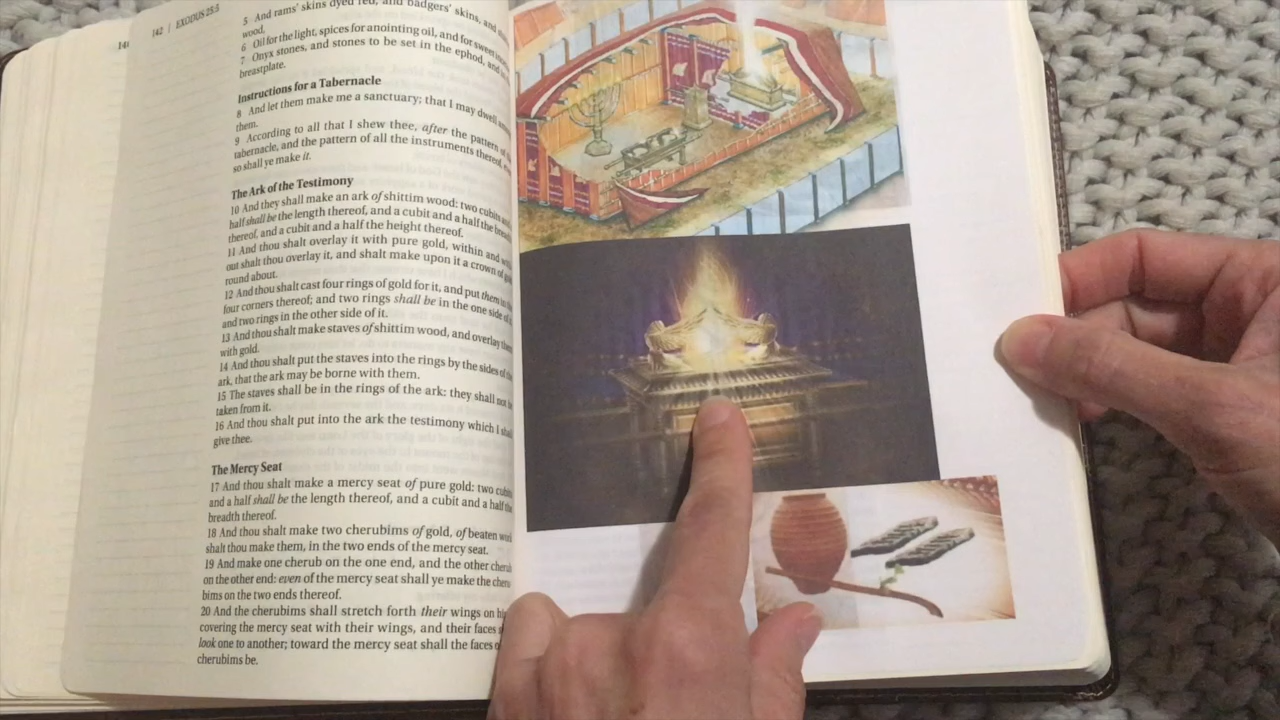 141
142 | EXODUS 25:5
5 And rams' skins dyed red, and badgers' skins, and
wood,
6 Oil for the light, spices for anointing oil, and for sweet
7 Onyx stones, and stones to be set in the ephod, and
breastplate.
Instructions for a Tabernacle
8 And let them make me a sanctuary; that I may dwell
them.
9 According to all that I shew thee, after the pattern of
tabernacle, and the pattern of all the instruments thereof,
so shall ye make it.
The Ark of the Testimony
10 And they shall make an ark of shittim wood: two cubits
half shall be the length thereof, and a cubit and a half the
thereof, and a cubit and a half the height thereof.
11 And thou shalt overlay it with pure gold, within and
out shalt thou overlay it, and shalt make upon it a crown of
round about.
12 And thou shalt cast four rings of gold for it, and put them
four corners thereof; and two rings shall be in the one side
and two rings in the other side of it.
13 And thou shalt make staves of shittim wood, and overlay
with gold.
14 And thou shalt put the staves into the rings by the sides of
ark, that the ark may be borne with them.
15 The staves shall be in the rings of the ark: they shall not
taken from it.
16 And thou shalt put into the ark the testimony which I
give thee.
The Mercy Seat
17 And thou shalt make a mercy seat of pure gold: two
and a half shall be the length thereof, and a cubit and a half
breadth thereof.
18 And thou shalt make two cherubims of gold, of beaten
shalt thou make them, in the two ends of the mercy seat.
19 And make one cherub on the one end, and the other
on the other end: even of the mercy seat shall ye make the
bims on the two ends thereof.
20 And the cherubims shall stretch forth their wings on
covering the mercy seat with their wings, and their faces
look one to another; toward the mercy seat shall the faces
cherubims be.